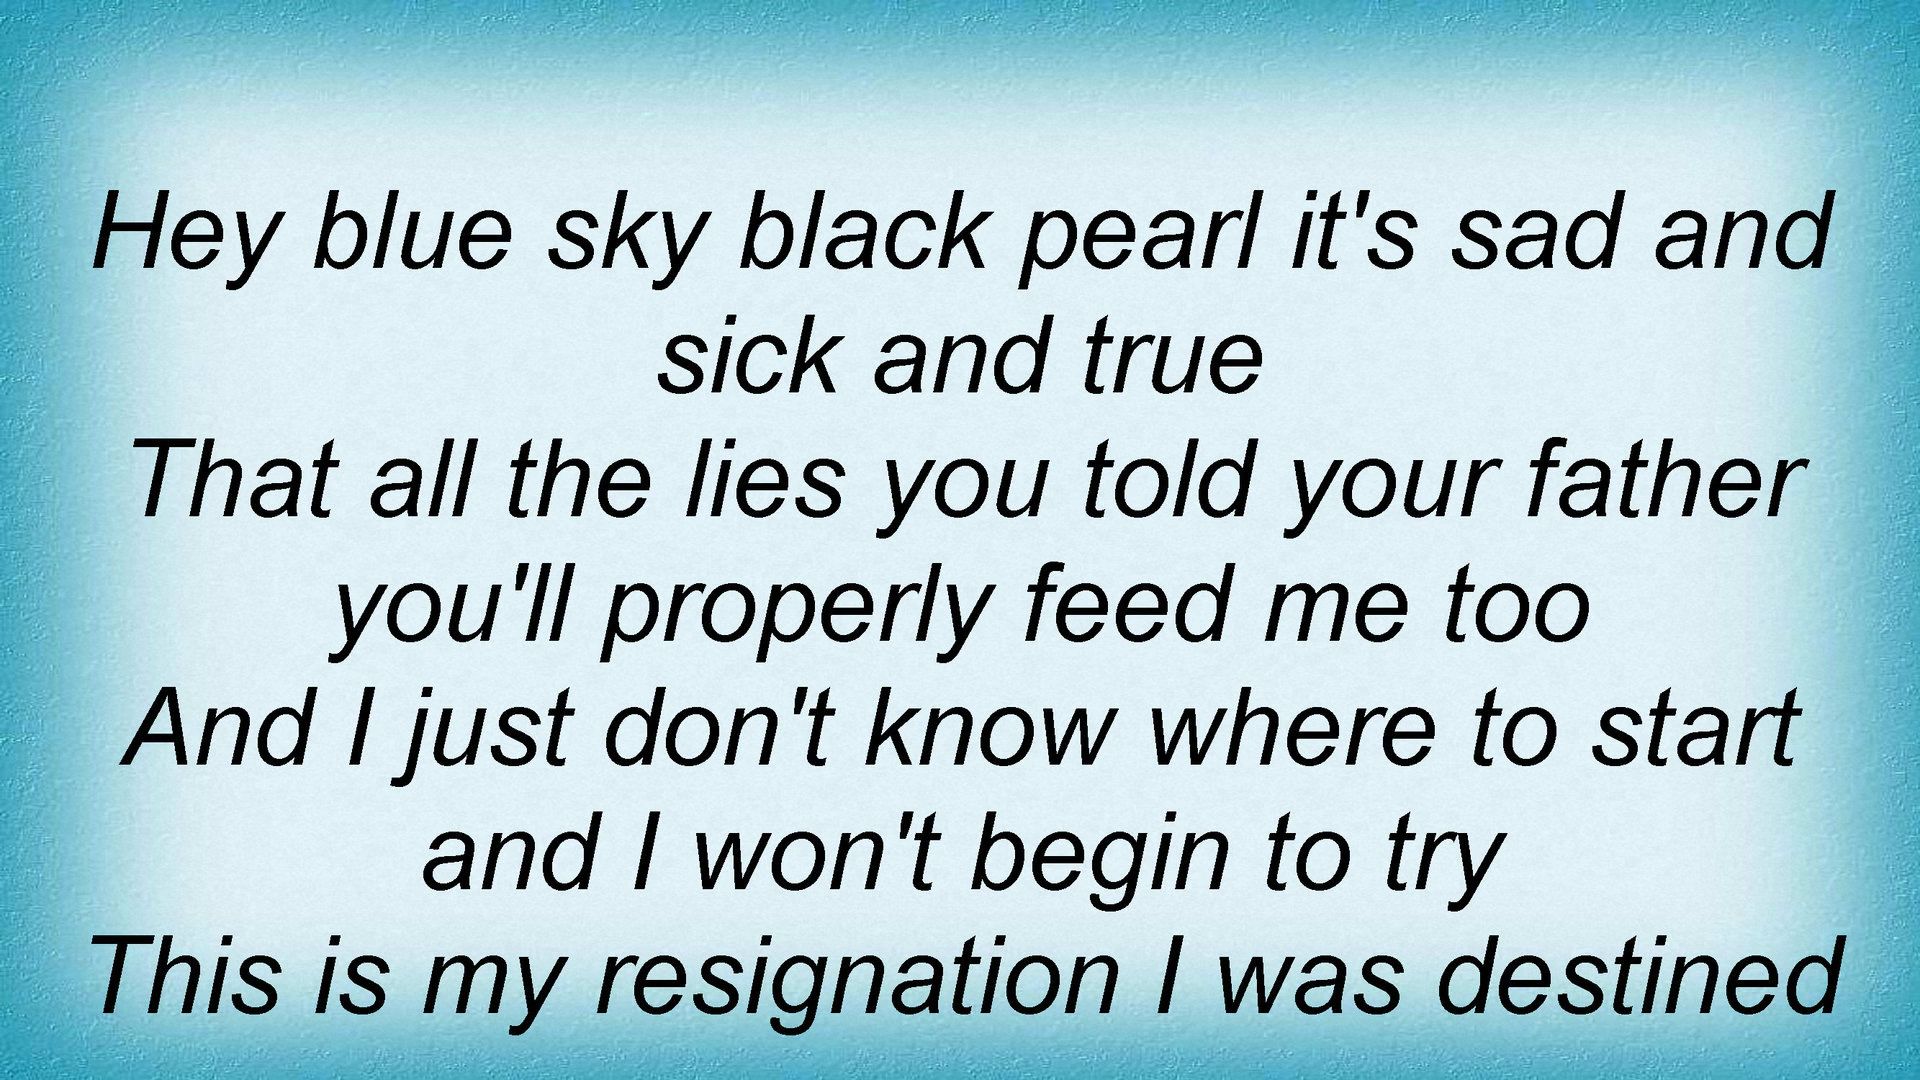 Hey blue sky black pearl it's sad and
sick and true
That all the lies you told your father
you'll properly feed me too
And I just don't know where to start
and I won't begin to try
This is my resignation I was destined